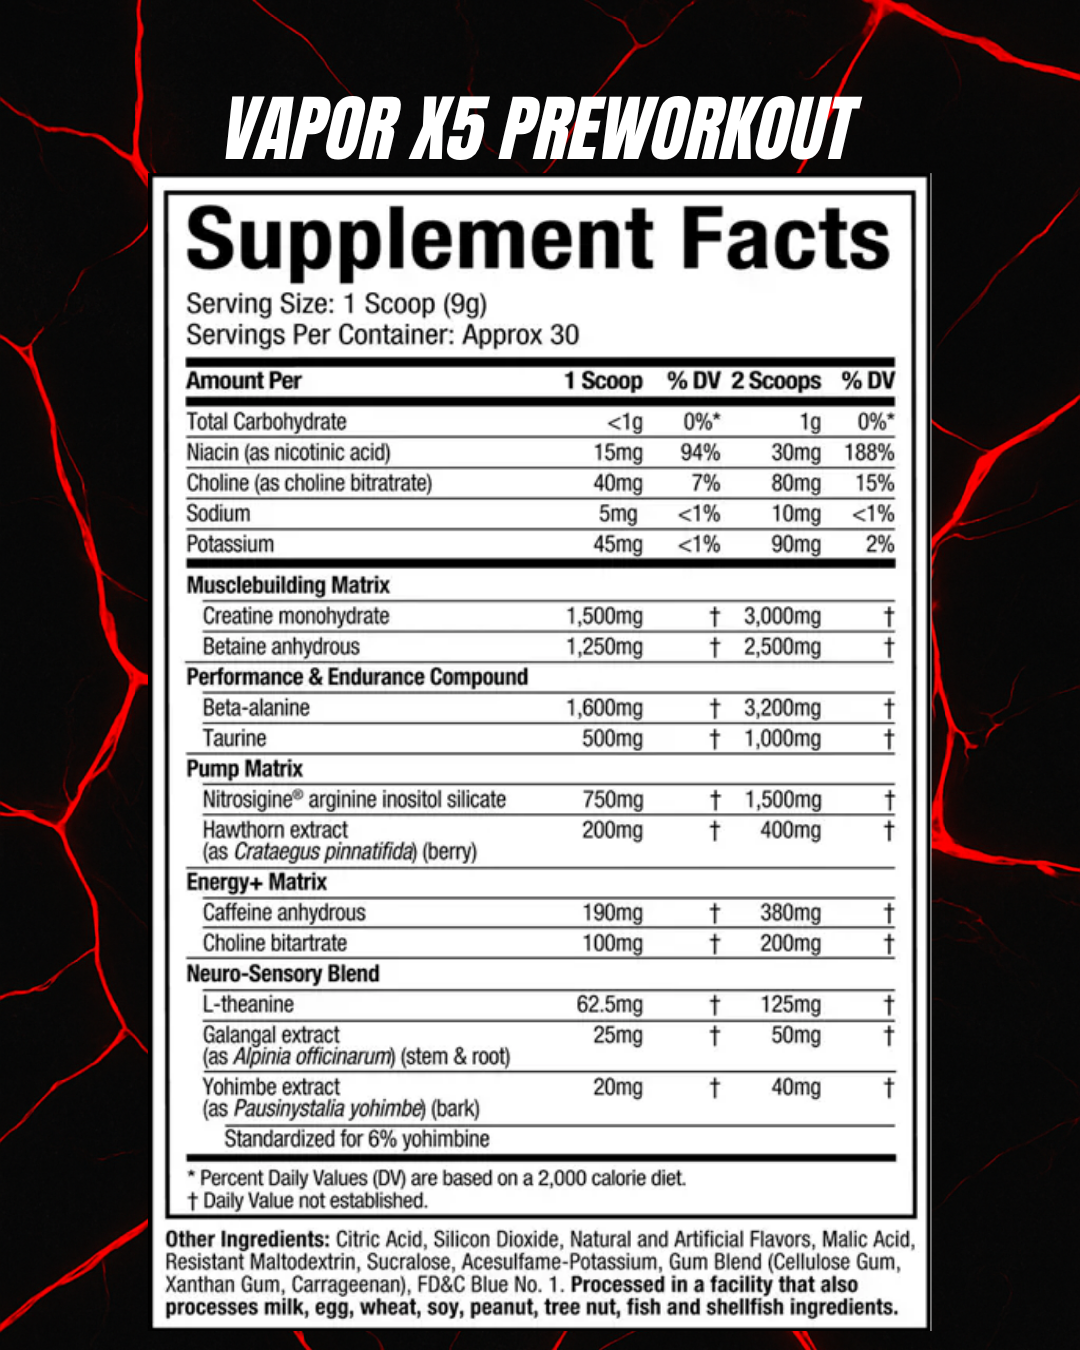 VAPOR X5 PREWORKOUT
Supplement Facts
Serving Size: 1 Scoop (9g)
Servings Per Container: Approx 30
Amount Per 1 Scoop % DV 2 Scoops % DV
Total Carbohydrate <1g 0%* 1g 0%*
Niacin (as nicotinic acid) 15mg 94% 30mg 188%
Choline (as choline bitratrate) 40mg 7% 80mg 15%
Sodium 5mg <1% 10mg <1%
Potassium 45mg <1% 90mg 2%
Musclebuilding Matrix
Creatine monohydrate 1,500mg † 3,000mg †
Betaine anhydrous 1,250mg † 2,500mg †
Performance & Endurance Compound
Beta-alanine 1,600mg † 3,200mg †
Taurine 500mg † 1,000mg †
Pump Matrix
Nitrosigine® arginine inositol silicate 750mg † 1,500mg †
Hawthorn extract 200mg † 400mg †
(as Crataegus pinnatifida) (berry)
Energy+ Matrix
Caffeine anhydrous 190mg † 380mg †
Choline bitartrate 100mg † 200mg †
Neuro-Sensory Blend
L-theanine 62.5mg † 125mg †
Galangal extract 25mg † 50mg †
(as Alpinia officinarum) (stem & root)
Yohimbe extract 20mg † 40mg †
(as Pausinystalia yohimbe) (bark)
Standardized for 6% yohimbine
* Percent Daily Values (DV) are based on a 2,000 calorie diet.
† Daily Value not established.
Other Ingredients: Citric Acid, Silicon Dioxide, Natural and Artificial Flavors, Malic Acid,
Resistant Maltodextrin, Sucralose, Acesulfame-Potassium, Gum Blend (Cellulose Gum,
Xanthan Gum, Carrageenan), FD&C Blue No. 1. Processed in a facility that also
processes milk, egg, wheat, soy, peanut, tree nut, fish and shellfish ingredients.